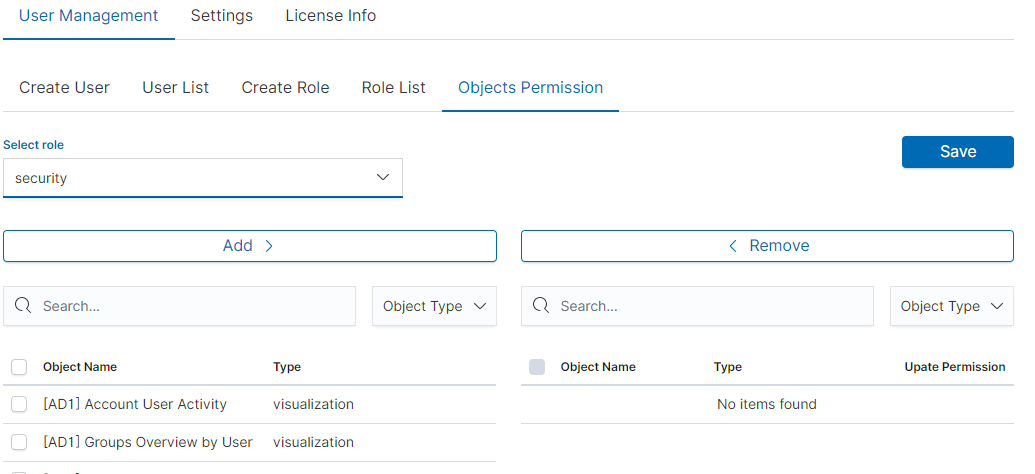 User Management Settings License Info
Create User User List Create Role Role List Objects Permission
Select role
Save
security
Add
Remove
Search... Object Type
Search... Object Type
Object Name Type
Object Name Type Upate Permission
[AD1] Account User Activity visualization
No items found
[AD1] Groups Overview by User visualization